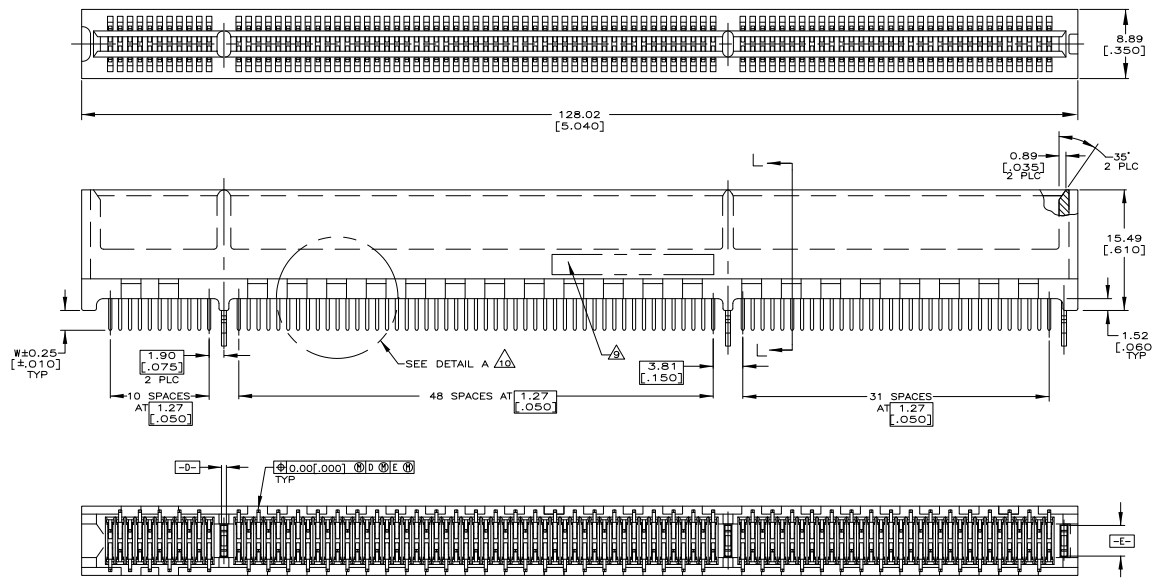 8.89
[.350]
128.02
[5.040]
L
0.89
[.035]
2 PLC
35°
2 PLC
15.49
[.610]
W±0.25
[±.010]
TYP
1.90
[.075]
2 PLC
SEE DETAIL A 10
9
L
3.81
[.150]
1.52
[.060
TYP
10 SPACES
AT 1.27
[.050]
48 SPACES AT 1.27
[.050]
31 SPACES
AT 1.27
[.050]
-D-
⌖ 0.00[.000] Ⓜ D Ⓜ E Ⓜ
TYP
-E-